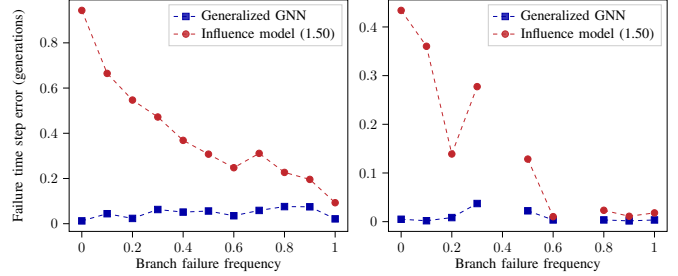 Failure time step error (generations)
0.8
0.6
0.4
0.2
0
Generalized GNN
Influence model (1.50)
0 0.2 0.4 0.6 0.8 1
Branch failure frequency
0.4
0.3
0.2
0.1
0
Generalized GNN
Influence model (1.50)
0 0.2 0.4 0.6 0.8 1
Branch failure frequency